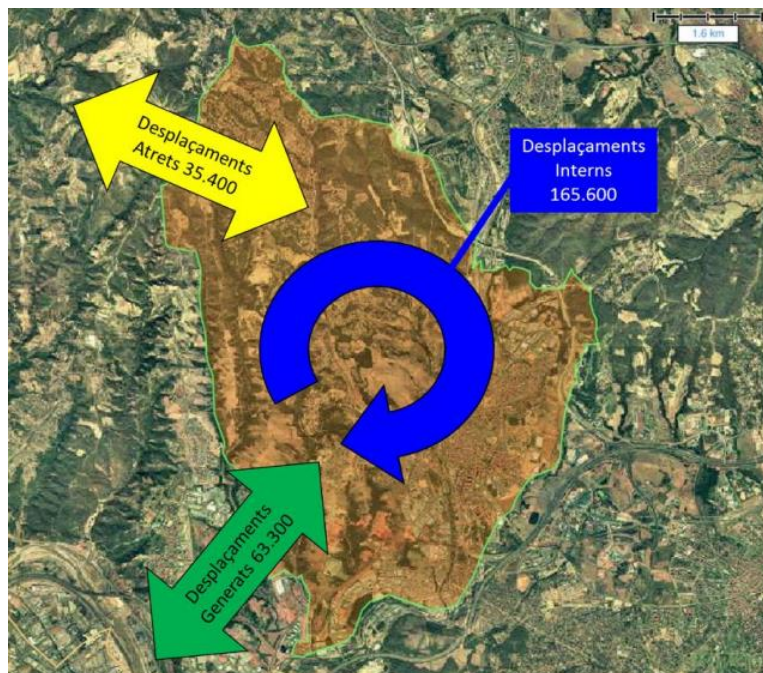 1.6 km
Desplaçaments
Atrets 35.400
Desplaçaments
Interns
165.600
Desplaçaments
Generats 63.300